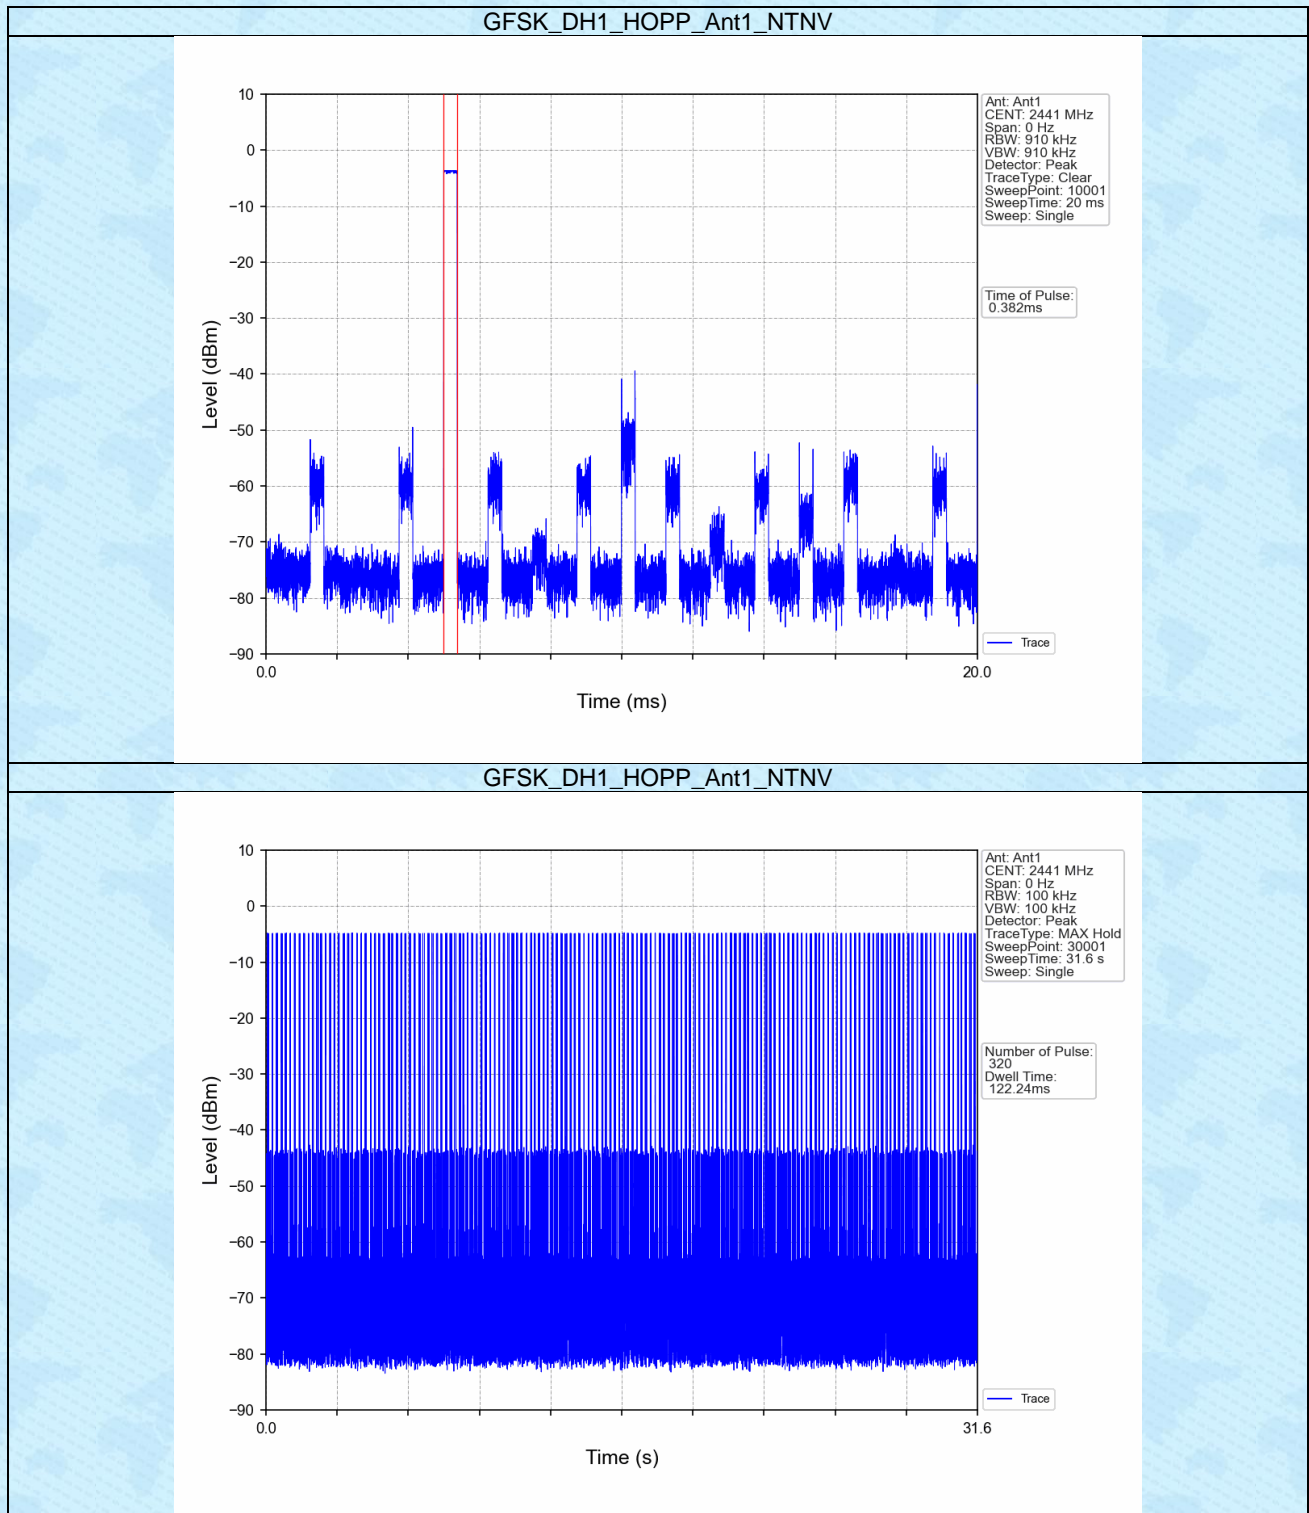 GFSK_DH1_HOPP_Ant1_NTNV
10
0
−10
−20
−30
−40
−50
−60
−70
−80
−90
Level (dBm)
0.0
20.0
Time (ms)
Ant: Ant1
CENT: 2441 MHz
Span: 0 Hz
RBW: 910 kHz
VBW: 910 kHz
Detector: Peak
TraceType: Clear
SweepPoint: 10001
SweepTime: 20 ms
Sweep: Single
Time of Pulse:
0.382ms
Trace
GFSK_DH1_HOPP_Ant1_NTNV
10
0
−10
−20
−30
−40
−50
−60
−70
−80
−90
Level (dBm)
0.0
31.6
Time (s)
Ant: Ant1
CENT: 2441 MHz
Span: 0 Hz
RBW: 100 kHz
VBW: 100 kHz
Detector: Peak
TraceType: MAX Hold
SweepPoint: 30001
SweepTime: 31.6 s
Sweep: Single
Number of Pulse:
320
Dwell Time:
122.24ms
Trace